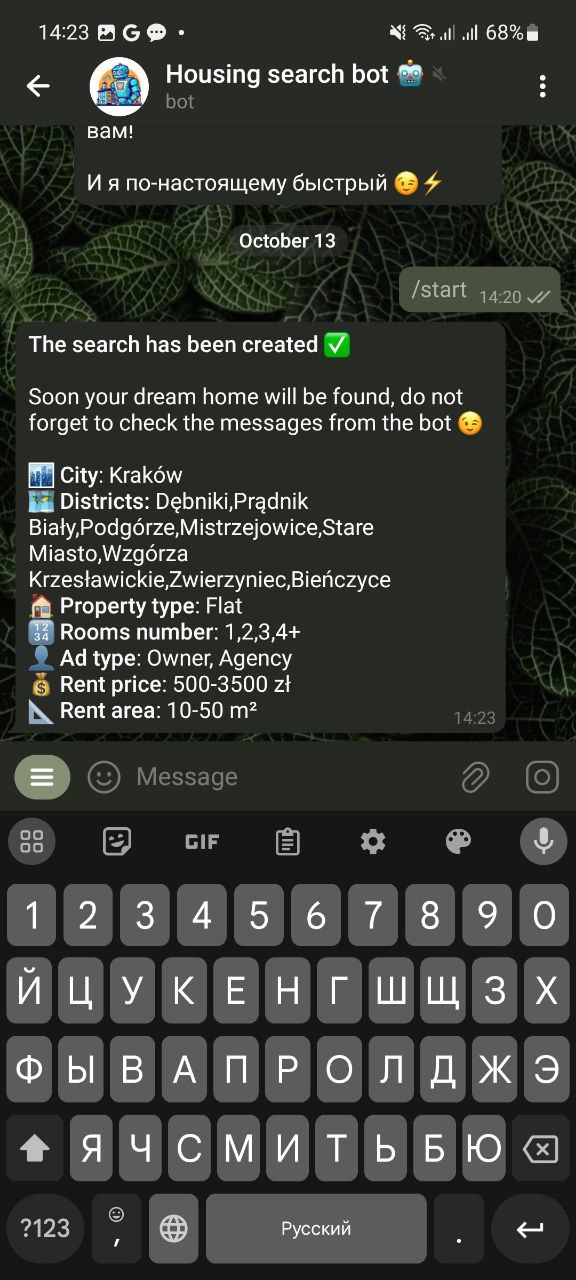 14:23 68%
Housing search bot 🤖
bot
вам!
И я по-настоящему быстрый 😉⚡
October 13
/start 14:20
The search has been created ✅
Soon your dream home will be found, do not
forget to check the messages from the bot 😉
🏙️ City: Kraków
🗺️ Districts: Dębniki,Prądnik
Biały,Podgórze,Mistrzejowice,Stare
Miasto,Wzgórza
Krzesławickie,Zwierzyniec,Bieńczyce
🏠 Property type: Flat
🔢 Rooms number: 1,2,3,4+
👤 Ad type: Owner, Agency
💰 Rent price: 500-3500 zł
📐 Rent area: 10-50 m²
14:23
Message
GIF
1 2 3 4 5 6 7 8 9 0
Й Ц У К Е Н Г Ш Щ З Х
Ф Ы В А П Р О Л Д Ж Э
Я Ч С М И Т Ь Б Ю
?123 , Русский .